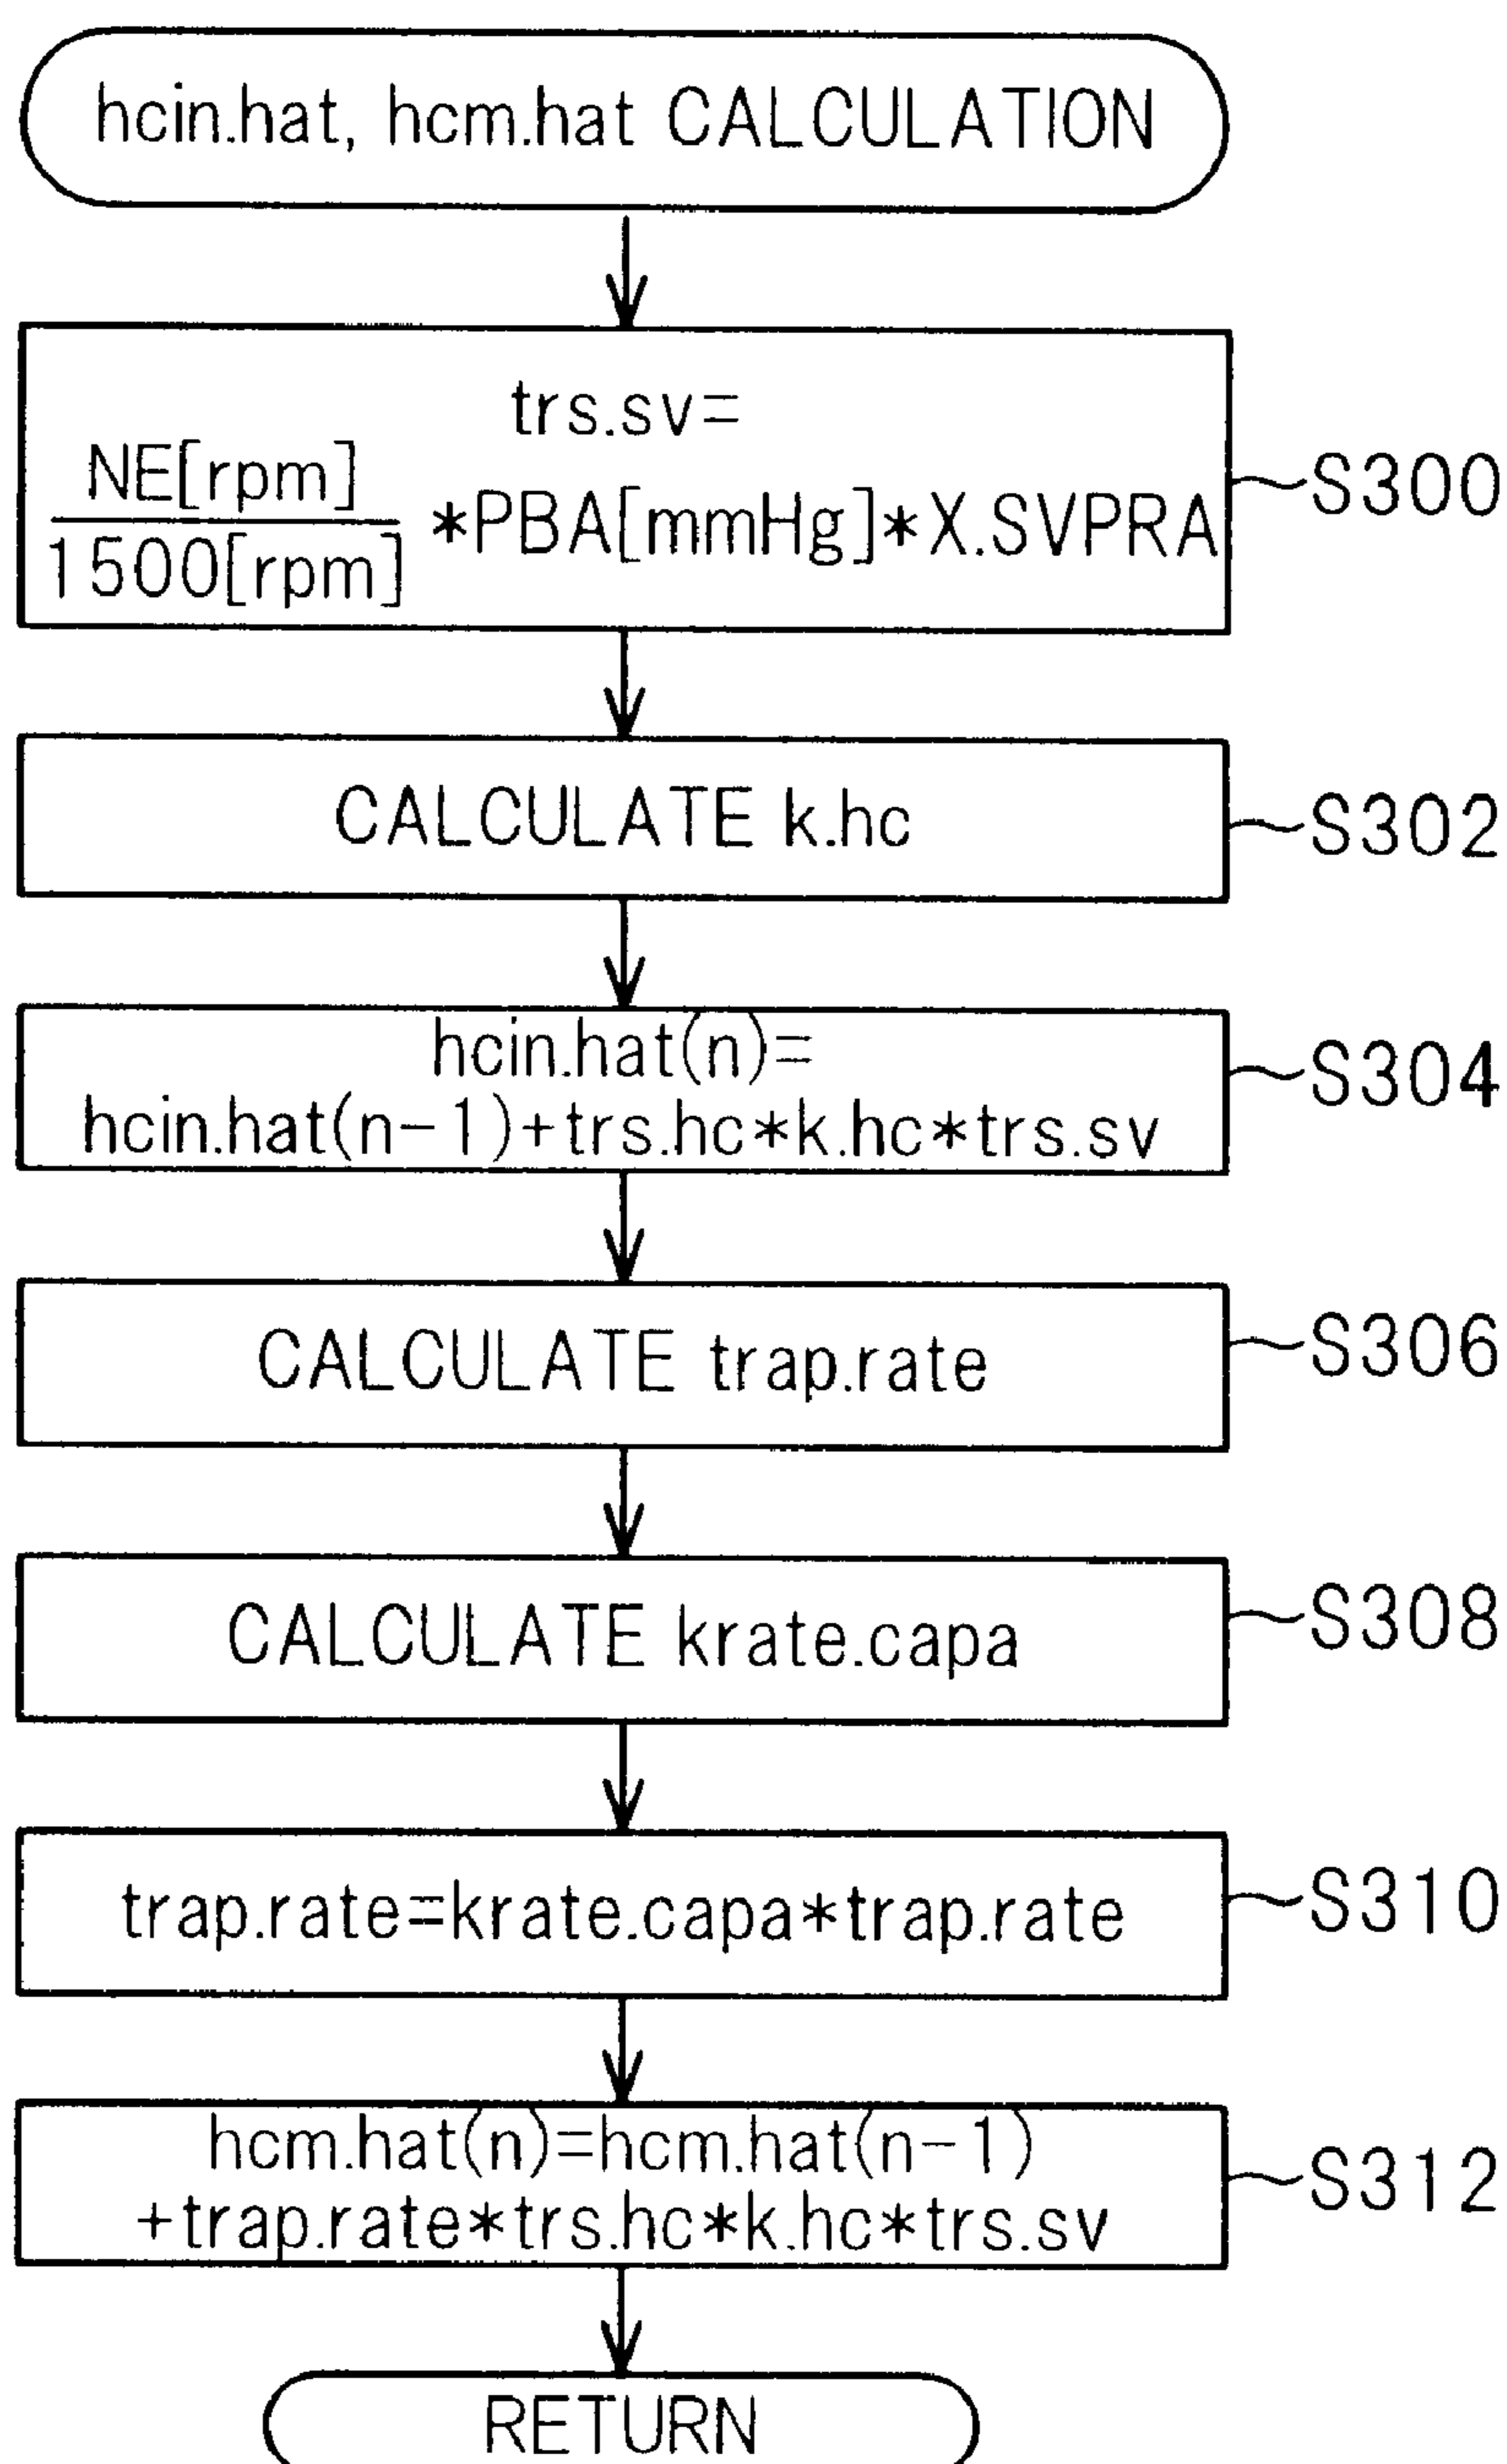 hcin.hat, hcm.hat CALCULATION
trs.sv=
NE[rpm]
1500[rpm]
*PBA[mmHg]*X.SVPRA
S300
CALCULATE k.hc
S302
hcin.hat(n)=
hcin.hat(n-1)+trs.hc*k.hc*trs.sv
S304
CALCULATE trap.rate
S306
CALCULATE krate.capa
S308
trap.rate=krate.capa*trap.rate
S310
hcm.hat(n)=hcm.hat(n-1)
+trap.rate*trs.hc*k.hc*trs.sv
S312
RETURN